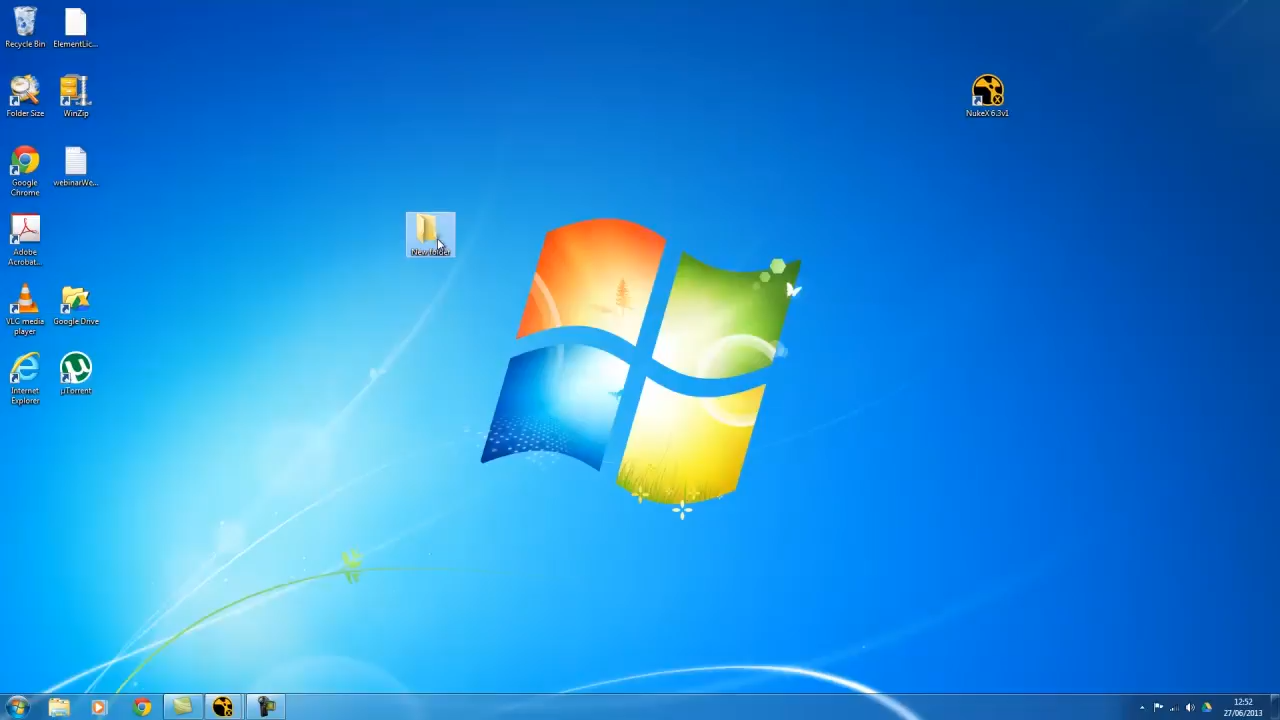 Recycle Bin
ElementLic...
Folder Size
WinZip
NukeX 6.3v1
Google
Chrome
webinarWe...
New folder
Adobe
Acrobat...
VLC media
player
Google Drive
Internet
Explorer
µTorrent
12:52
27/06/2013